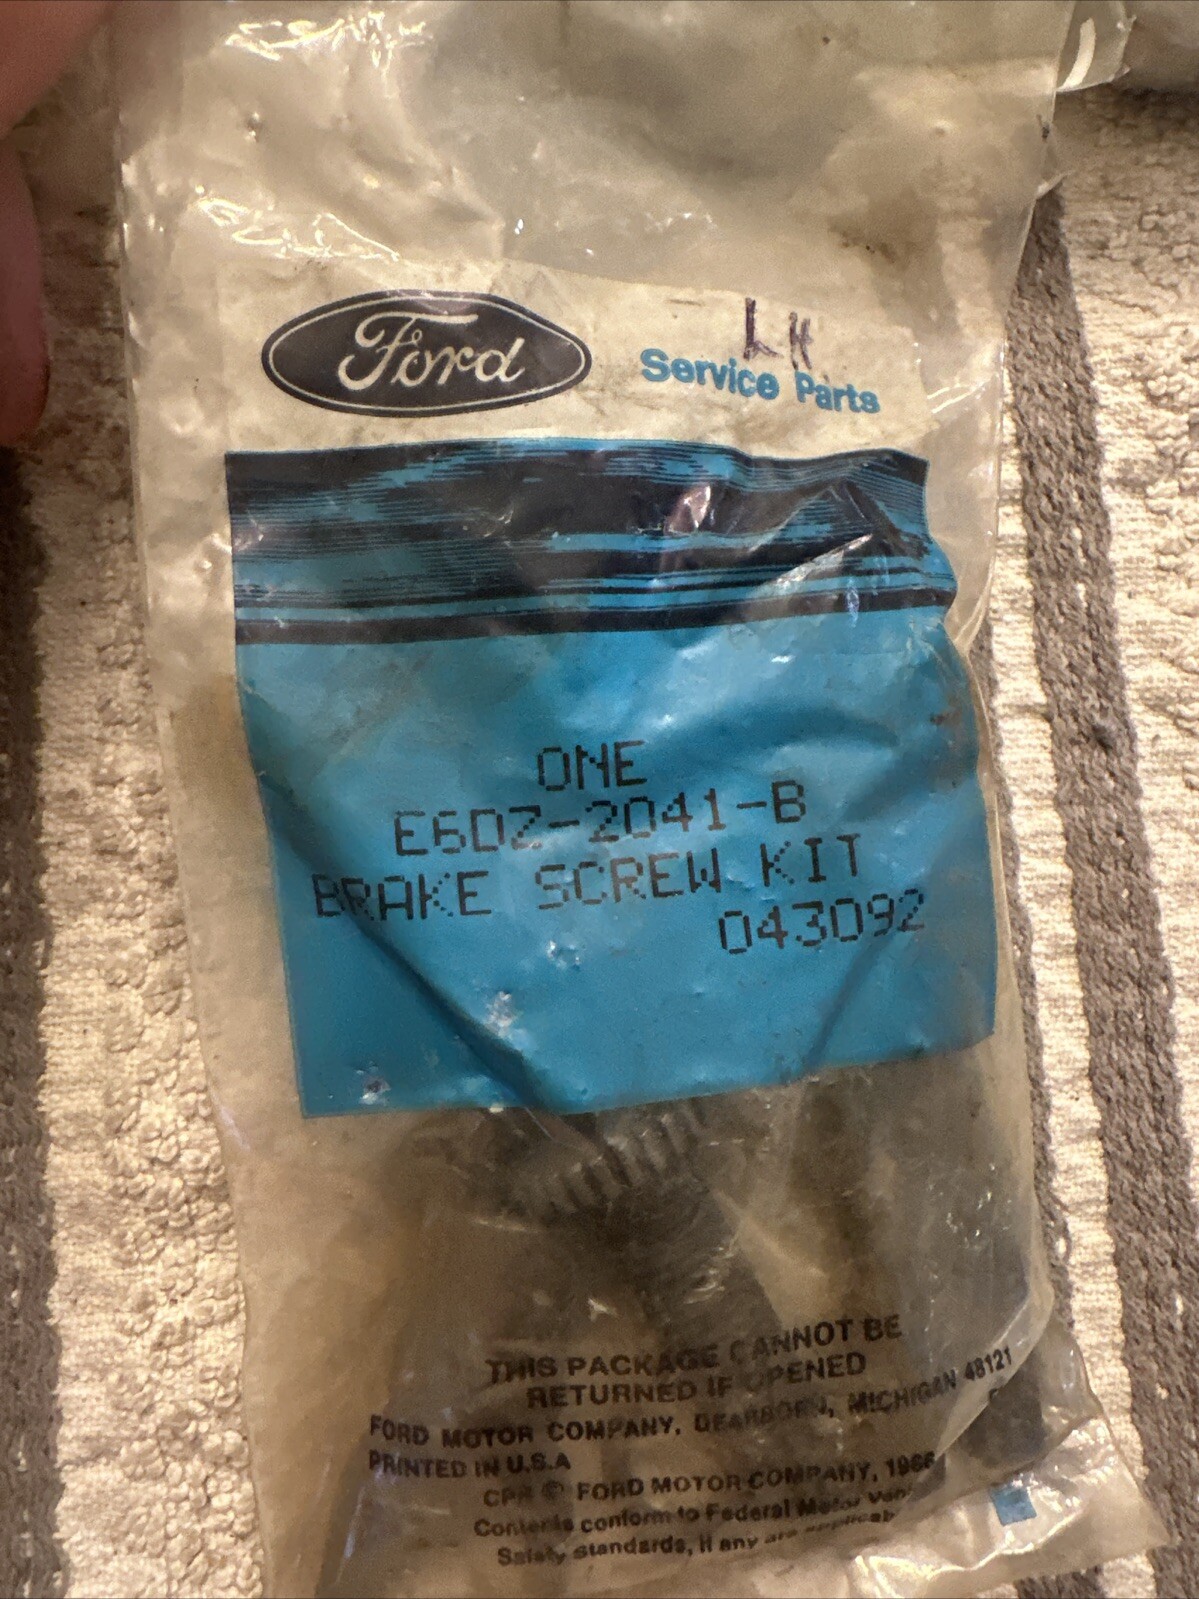 Ford
LH
Service Parts
ONE
E6DZ-2041-B
BRAKE SCREW KIT
043092
THIS PACKAGE CANNOT BE
RETURNED IF OPENED
FORD MOTOR COMPANY, DEARBORN, MICHIGAN 48121
PRINTED IN U.S.A
CPR © FORD MOTOR COMPANY, 1986
Contents conform to Federal Motor
Safety standards, if any are